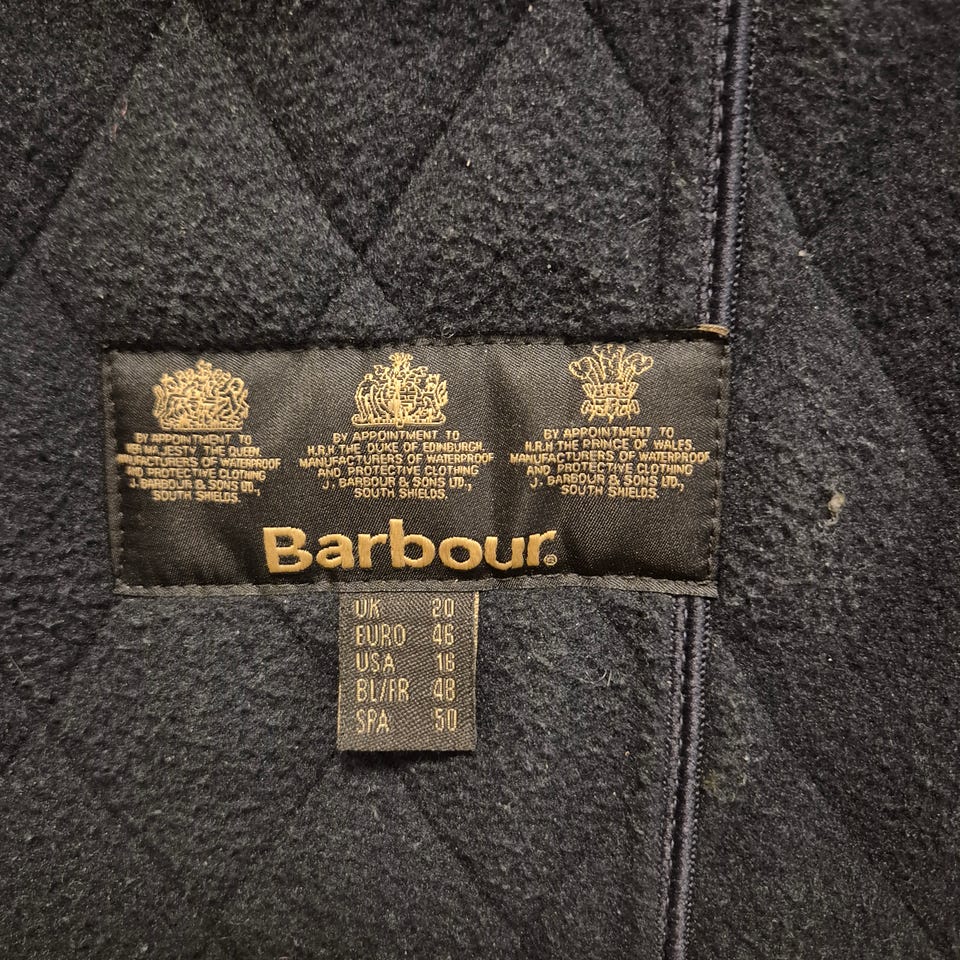 BY APPOINTMENT TO
HER MAJESTY THE QUEEN
MANUFACTURERS OF WATERPROOF
AND PROTECTIVE CLOTHING
J. BARBOUR & SONS LTD.,
SOUTH SHIELDS.
BY APPOINTMENT TO
H.R.H. THE DUKE OF EDINBURGH
MANUFACTURERS OF WATERPROOF
AND PROTECTIVE CLOTHING
J. BARBOUR & SONS LTD.,
SOUTH SHIELDS.
BY APPOINTMENT TO
H.R.H. THE PRINCE OF WALES
MANUFACTURERS OF WATERPROOF
AND PROTECTIVE CLOTHING
J. BARBOUR & SONS LTD.,
SOUTH SHIELDS.
Barbour®
UK 20
EURO 46
USA 16
BL/FR 48
SPA 50